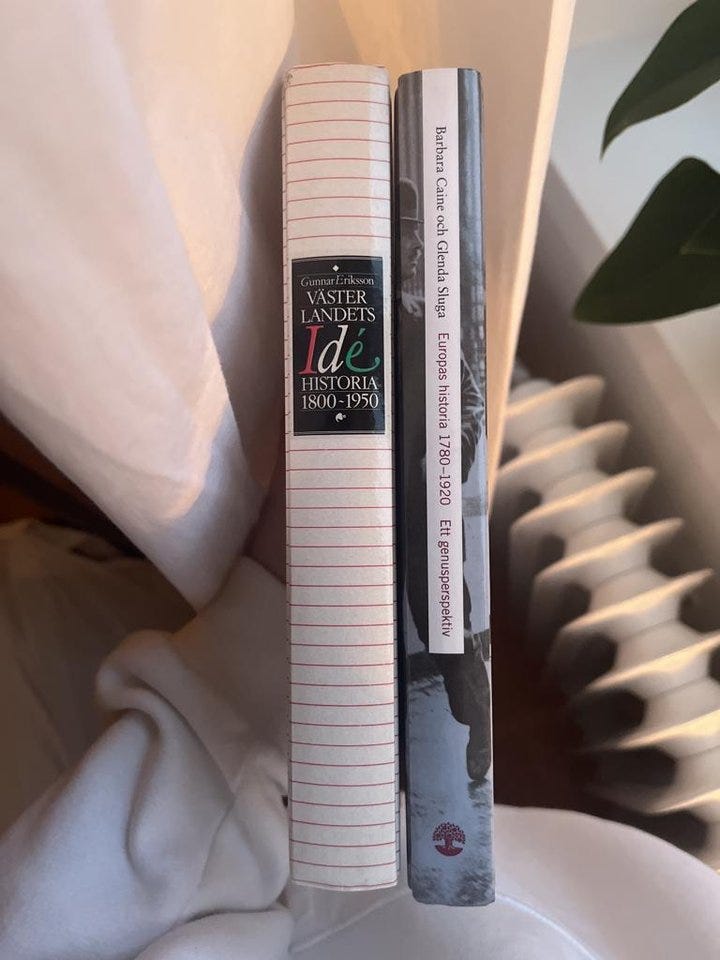 Gunnar Eriksson
VÄSTER
LANDETS
Idé
HISTORIA
1800~1950
Barbara Caine och Glenda Sluga Europas historia 1780–1920 Ett genusperspektiv